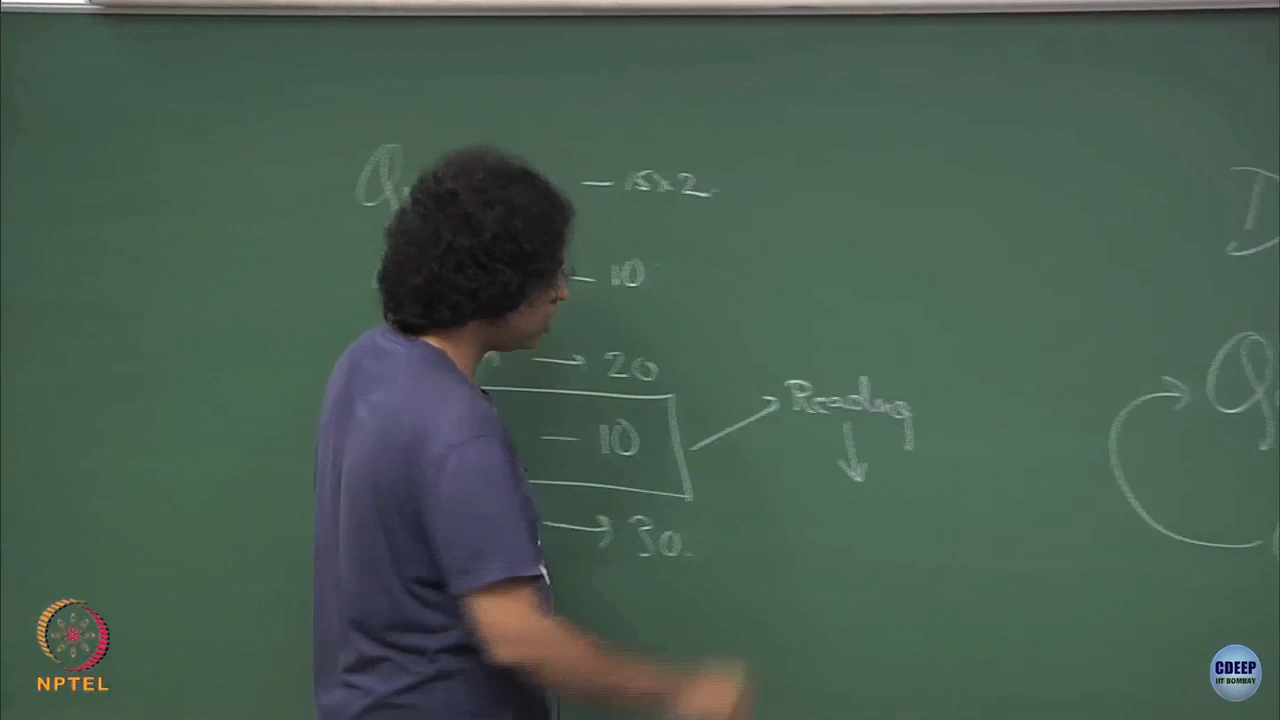 Q — 15x2
— 10
→ 20
— 10 → Reading ↓
→ 30
D
Q
NPTEL
CDEEP
IIT BOMBAY